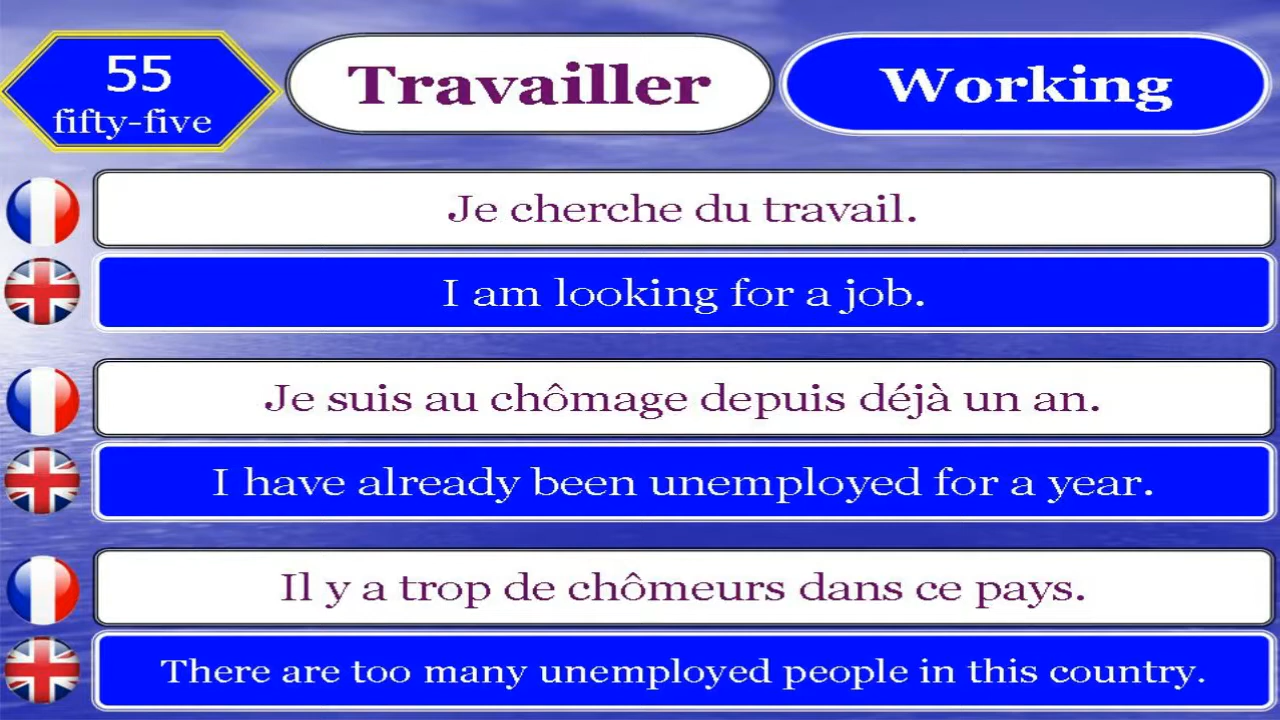 55
fifty-five
Travailler
Working
Je cherche du travail.
I am looking for a job.
Je suis au chômage depuis déjà un an.
I have already been unemployed for a year.
Il y a trop de chômeurs dans ce pays.
There are too many unemployed people in this country.